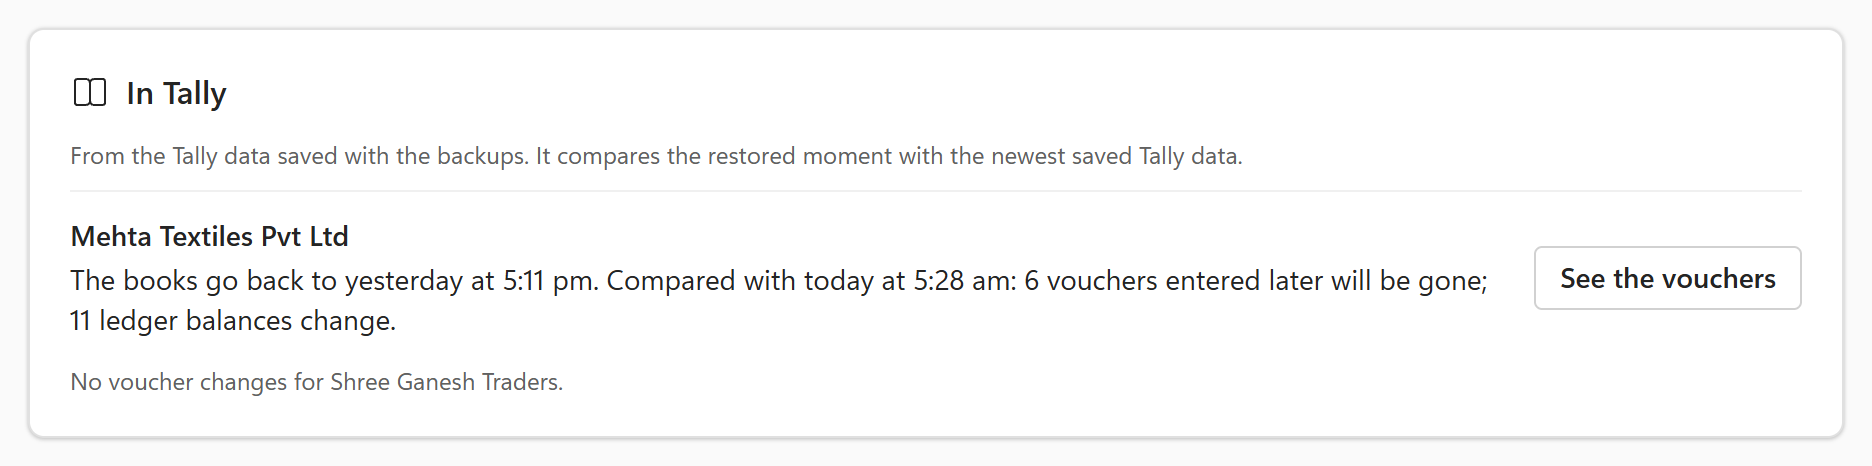 In Tally
From the Tally data saved with the backups. It compares the restored moment with the newest saved Tally data.
Mehta Textiles Pvt Ltd
The books go back to yesterday at 5:11 pm. Compared with today at 5:28 am: 6 vouchers entered later will be gone;
11 ledger balances change.
See the vouchers
No voucher changes for Shree Ganesh Traders.